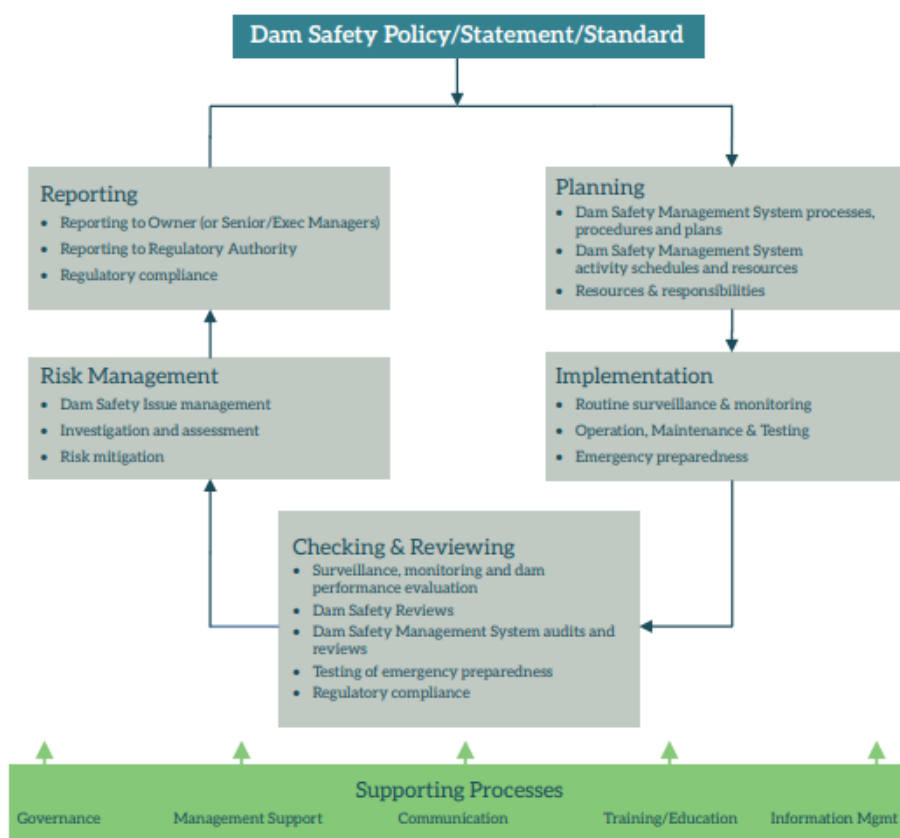 Dam Safety Policy/Statement/Standard
Reporting
• Reporting to Owner (or Senior/Exec Managers)
• Reporting to Regulatory Authority
• Regulatory compliance
Planning
• Dam Safety Management System processes,
procedures and plans
• Dam Safety Management System
activity schedules and resources
• Resources & responsibilities
Risk Management
• Dam Safety Issue management
• Investigation and assessment
• Risk mitigation
Implementation
• Routine surveillance & monitoring
• Operation, Maintenance & Testing
• Emergency preparedness
Checking & Reviewing
• Surveillance, monitoring and dam
performance evaluation
• Dam Safety Reviews
• Dam Safety Management System audits and
reviews
• Testing of emergency preparedness
• Regulatory compliance
Supporting Processes
Governance Management Support Communication Training/Education Information Mgmt